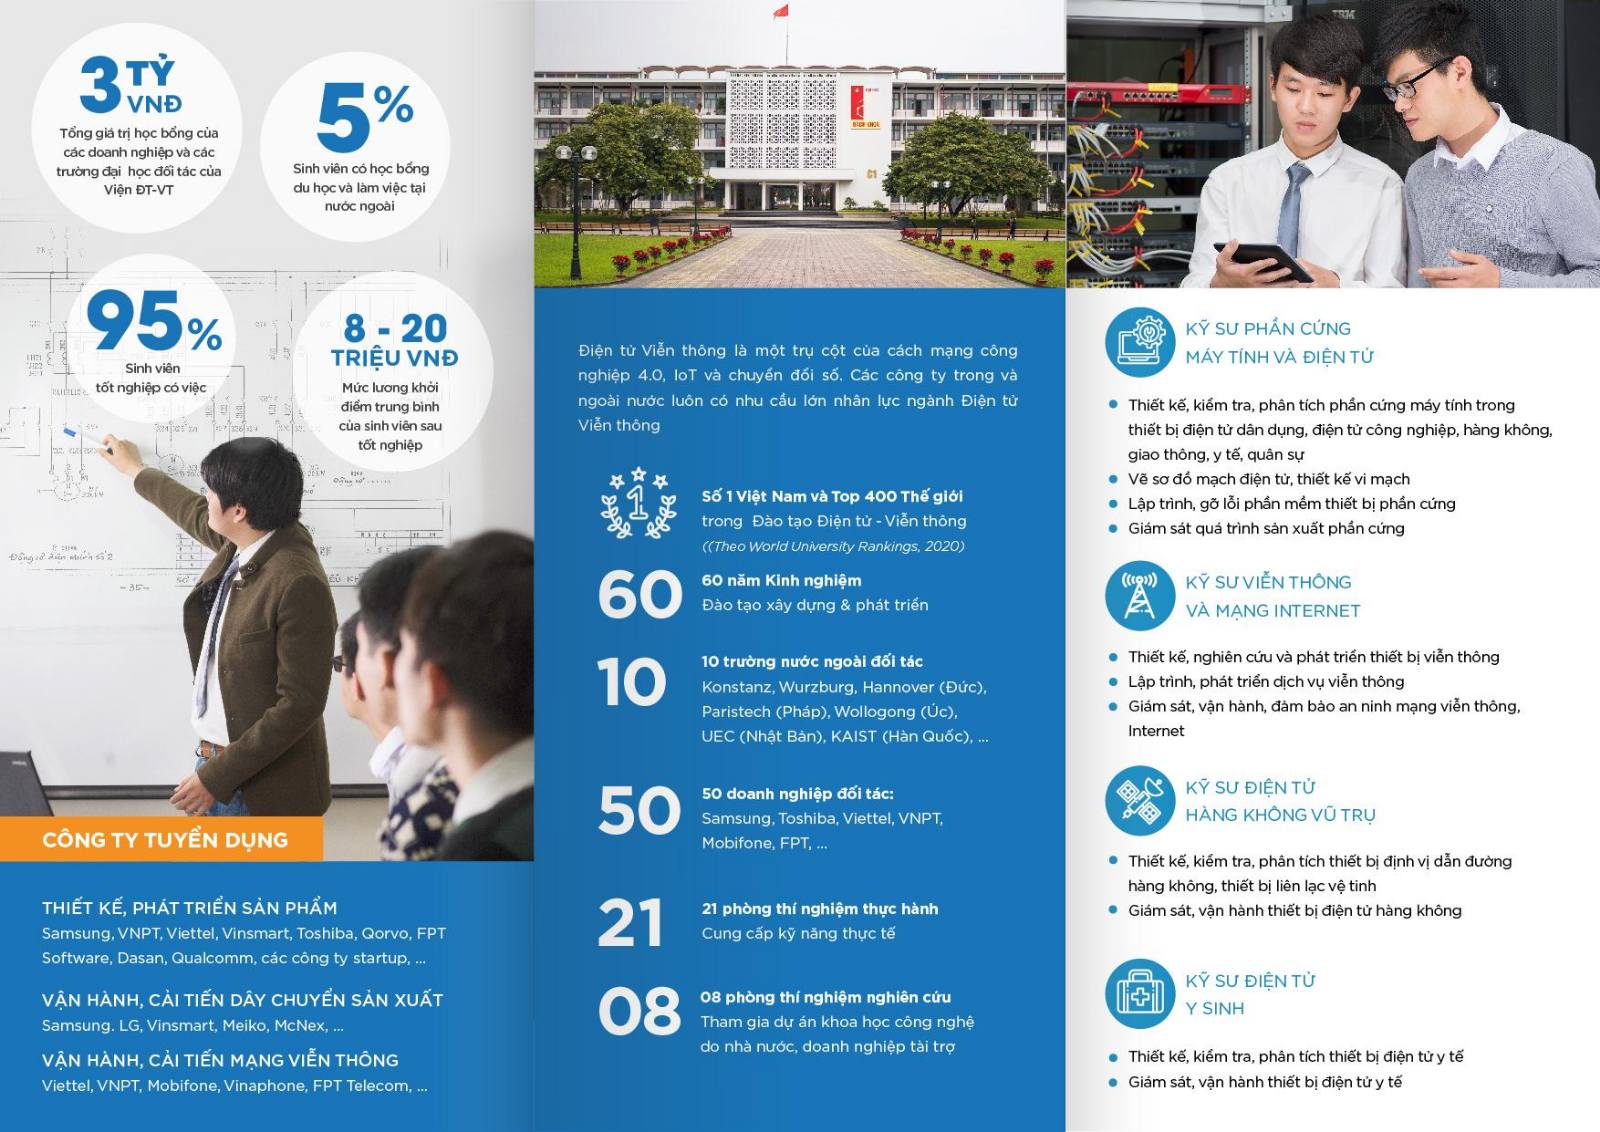 3 TỶ
VNĐ
Tổng giá trị học bổng của
các doanh nghiệp và các
trường đại học đối tác của
Viện ĐT-VT
5%
Sinh viên có học bổng
du học và làm việc tại
nước ngoài
95%
Sinh viên
tốt nghiệp có việc
8 - 20
TRIỆU VNĐ
Mức lương khởi
điểm trung bình
của sinh viên sau
tốt nghiệp
CÔNG TY TUYỂN DỤNG
THIẾT KẾ, PHÁT TRIỂN SẢN PHẨM
Samsung, VNPT, Viettel, Vinsmart, Toshiba, Qorvo, FPT
Software, Dasan, Qualcomm, các công ty startup, ...
VẬN HÀNH, CẢI TIẾN DÂY CHUYỀN SẢN XUẤT
Samsung. LG, Vinsmart, Meiko, McNex, ...
VẬN HÀNH, CẢI TIẾN MẠNG VIỄN THÔNG
Viettel, VNPT, Mobifone, Vinaphone, FPT Telecom, ...
BÁCH KHOA
C1
Điện tử Viễn thông là một trụ cột của cách mạng công
nghiệp 4.0, IoT và chuyển đổi số. Các công ty trong và
ngoài nước luôn có nhu cầu lớn nhân lực ngành Điện tử
Viễn thông
1
Số 1 Việt Nam và Top 400 Thế giới
trong Đào tạo Điện tử - Viễn thông
((Theo World University Rankings, 2020)
60
60 năm Kinh nghiệm
Đào tạo xây dựng & phát triển
10
10 trường nước ngoài đối tác
Konstanz, Wurzburg, Hannover (Đức),
Paristech (Pháp), Wollogong (Úc),
UEC (Nhật Bản), KAIST (Hàn Quốc), ...
50
50 doanh nghiệp đối tác:
Samsung, Toshiba, Viettel, VNPT,
Mobifone, FPT, ...
21
21 phòng thí nghiệm thực hành
Cung cấp kỹ năng thực tế
08
08 phòng thí nghiệm nghiên cứu
Tham gia dự án khoa học công nghệ
do nhà nước, doanh nghiệp tài trợ
IBM
KỸ SƯ PHẦN CỨNG
MÁY TÍNH VÀ ĐIỆN TỬ
Thiết kế, kiểm tra, phân tích phần cứng máy tính trong
thiết bị điện tử dân dụng, điện tử công nghiệp, hàng không,
giao thông, y tế, quân sự
Vẽ sơ đồ mạch điện tử, thiết kế vi mạch
Lập trình, gỡ lỗi phần mềm thiết bị phần cứng
Giám sát quá trình sản xuất phần cứng
KỸ SƯ VIỄN THÔNG
VÀ MẠNG INTERNET
Thiết kế, nghiên cứu và phát triển thiết bị viễn thông
Lập trình, phát triển dịch vụ viễn thông
Giám sát, vận hành, đảm bảo an ninh mạng viễn thông,
Internet
KỸ SƯ ĐIỆN TỬ
HÀNG KHÔNG VŨ TRỤ
Thiết kế, kiểm tra, phân tích thiết bị định vị dẫn đường
hàng không, thiết bị liên lạc vệ tinh
Giám sát, vận hành thiết bị điện tử hàng không
KỸ SƯ ĐIỆN TỬ
Y SINH
Thiết kế, kiểm tra, phân tích thiết bị điện tử y tế
Giám sát, vận hành thiết bị điện tử y tế